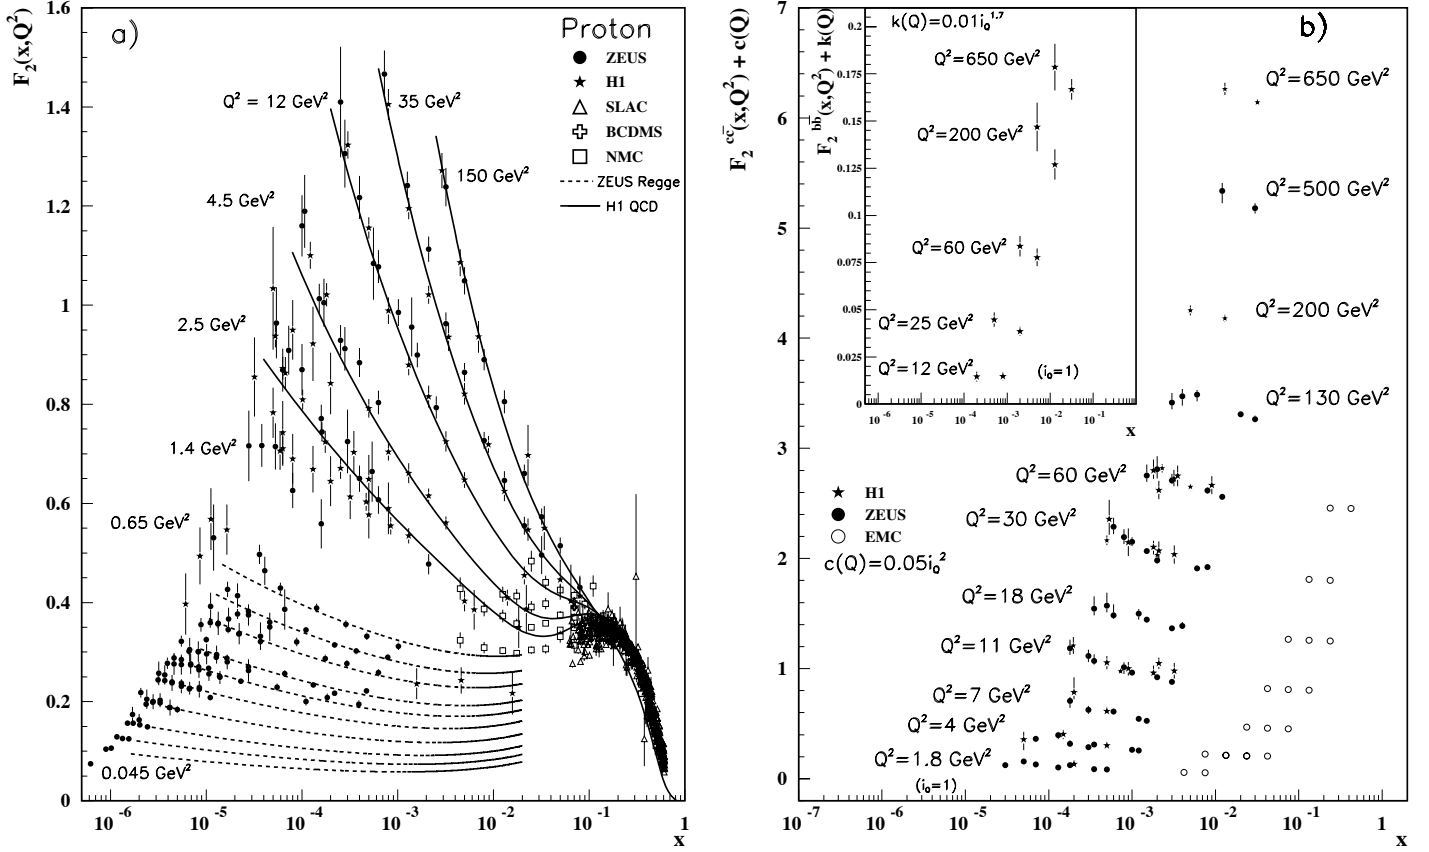 a)
F₂(x,Q²)
1.6
1.4
1.2
1
0.8
0.6
0.4
0.2
0
Proton
ZEUS
H1
SLAC
BCDMS
NMC
ZEUS Regge
H1 QCD
Q² = 12 GeV²
35 GeV²
150 GeV²
4.5 GeV²
2.5 GeV²
1.4 GeV²
0.65 GeV²
0.045 GeV²
10⁻⁶
10⁻⁵
10⁻⁴
10⁻³
10⁻²
10⁻¹
1
x
b)
F₂ᶜᶜ̅(x,Q²) + c(Q)
7
6
5
4
3
2
1
0
F₂ᵇᵇ̅(x,Q²) + k(Q)
k(Q)=0.01i_Q^1.7
0.2
0.175
0.15
0.125
0.1
0.075
0.05
0.025
0
Q²=650 GeV²
Q²=200 GeV²
Q²=60 GeV²
Q²=25 GeV²
Q²=12 GeV²
(i_Q=1)
10⁻⁶
10⁻⁵
10⁻⁴
10⁻³
10⁻²
10⁻¹
x
Q²=650 GeV²
Q²=500 GeV²
Q²=200 GeV²
Q²=130 GeV²
Q²=60 GeV²
H1
ZEUS
EMC
c(Q)=0.05i_Q²
Q²=30 GeV²
Q²=18 GeV²
Q²=11 GeV²
Q²=7 GeV²
Q²=4 GeV²
Q²=1.8 GeV²
(i_Q=1)
10⁻⁷
10⁻⁶
10⁻⁵
10⁻⁴
10⁻³
10⁻²
10⁻¹
1
x